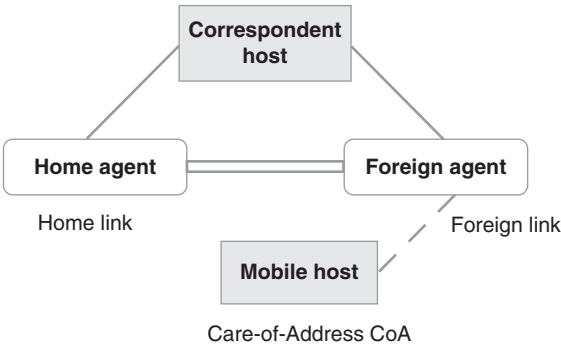 Correspondent
host
Home agent
Foreign agent
Home link
Foreign link
Mobile host
Care-of-Address CoA